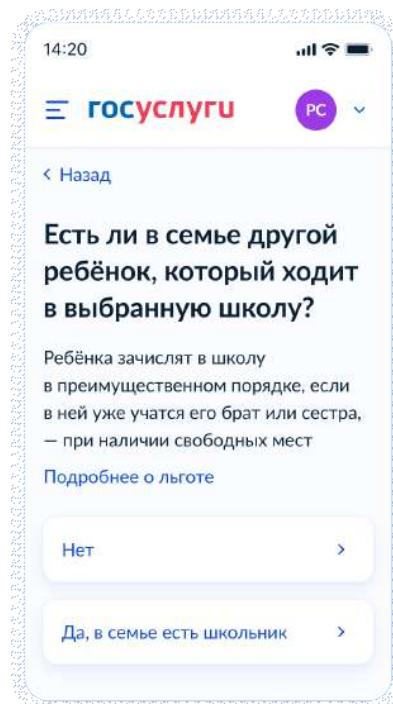 14:20
госуслуги
РС
Назад
Есть ли в семье другой
ребёнок, который ходит
в выбранную школу?
Ребёнка зачислят в школу
в преимущественном порядке, если
в ней уже учатся его брат или сестра,
— при наличии свободных мест
Подробнее о льготе
Нет
Да, в семье есть школьник